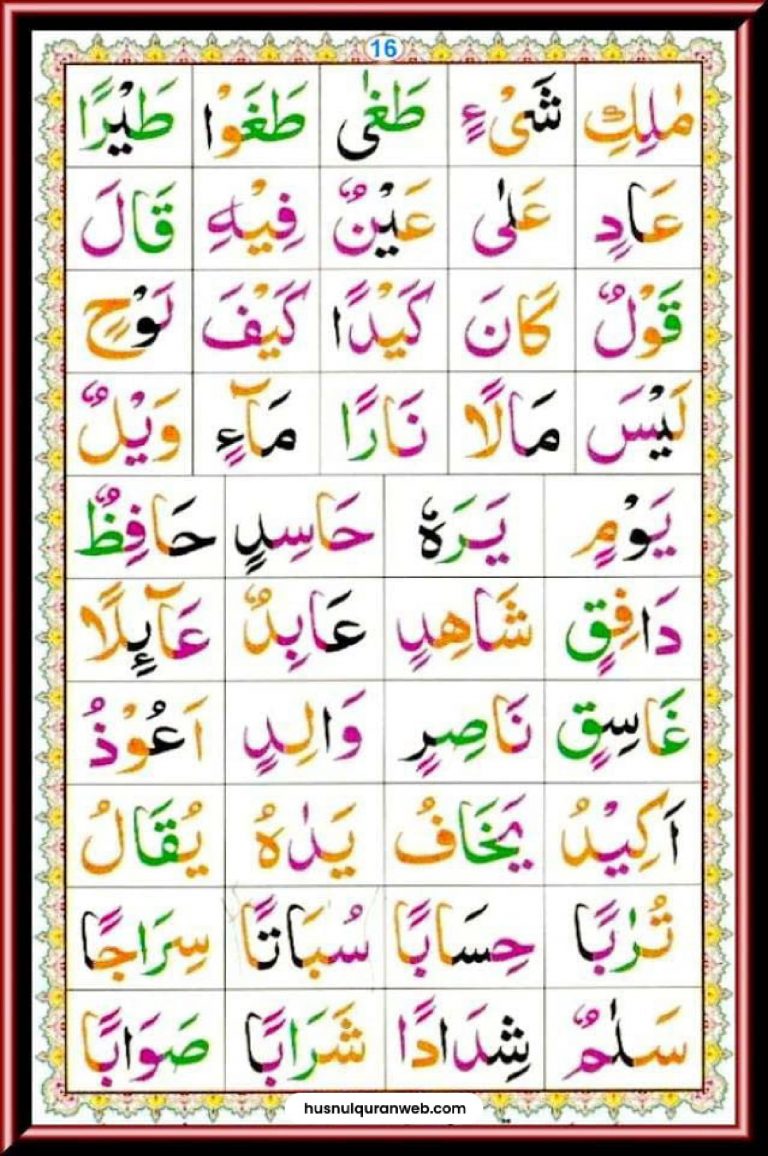 16
مٰلِكِ شَیْءٍ طَغٰی طَغَوْا طَیْرًا
عَادٍ عَلٰی عَیْنٌ فِیْهِ قَالَ
قَوْلٌ كَانَ كَیْدًا كَیْفَ لَوْحٍ
لَیْسَ مَالًا نَارًا مَآءٍ وَیْلٌ
یَوْمٍ یَرَهٗ حَاسِدٍ حَافِظٌ
دَافِقٍ شَاهِدٍ عَابِدٌ عَآىِٕلًا
غَاسِقٍ نَاصِرٍ وَالِدٍ اَعُوْذُ
اَكِیْدُ یَخَافُ یَدٰهُ یُقَالُ
تُرٰبًا حِسَابًا سُبَاتًا سِرَاجًا
سَلٰمٌ شِدَادًا شَرَابًا صَوَابًا
husnulquranweb.com